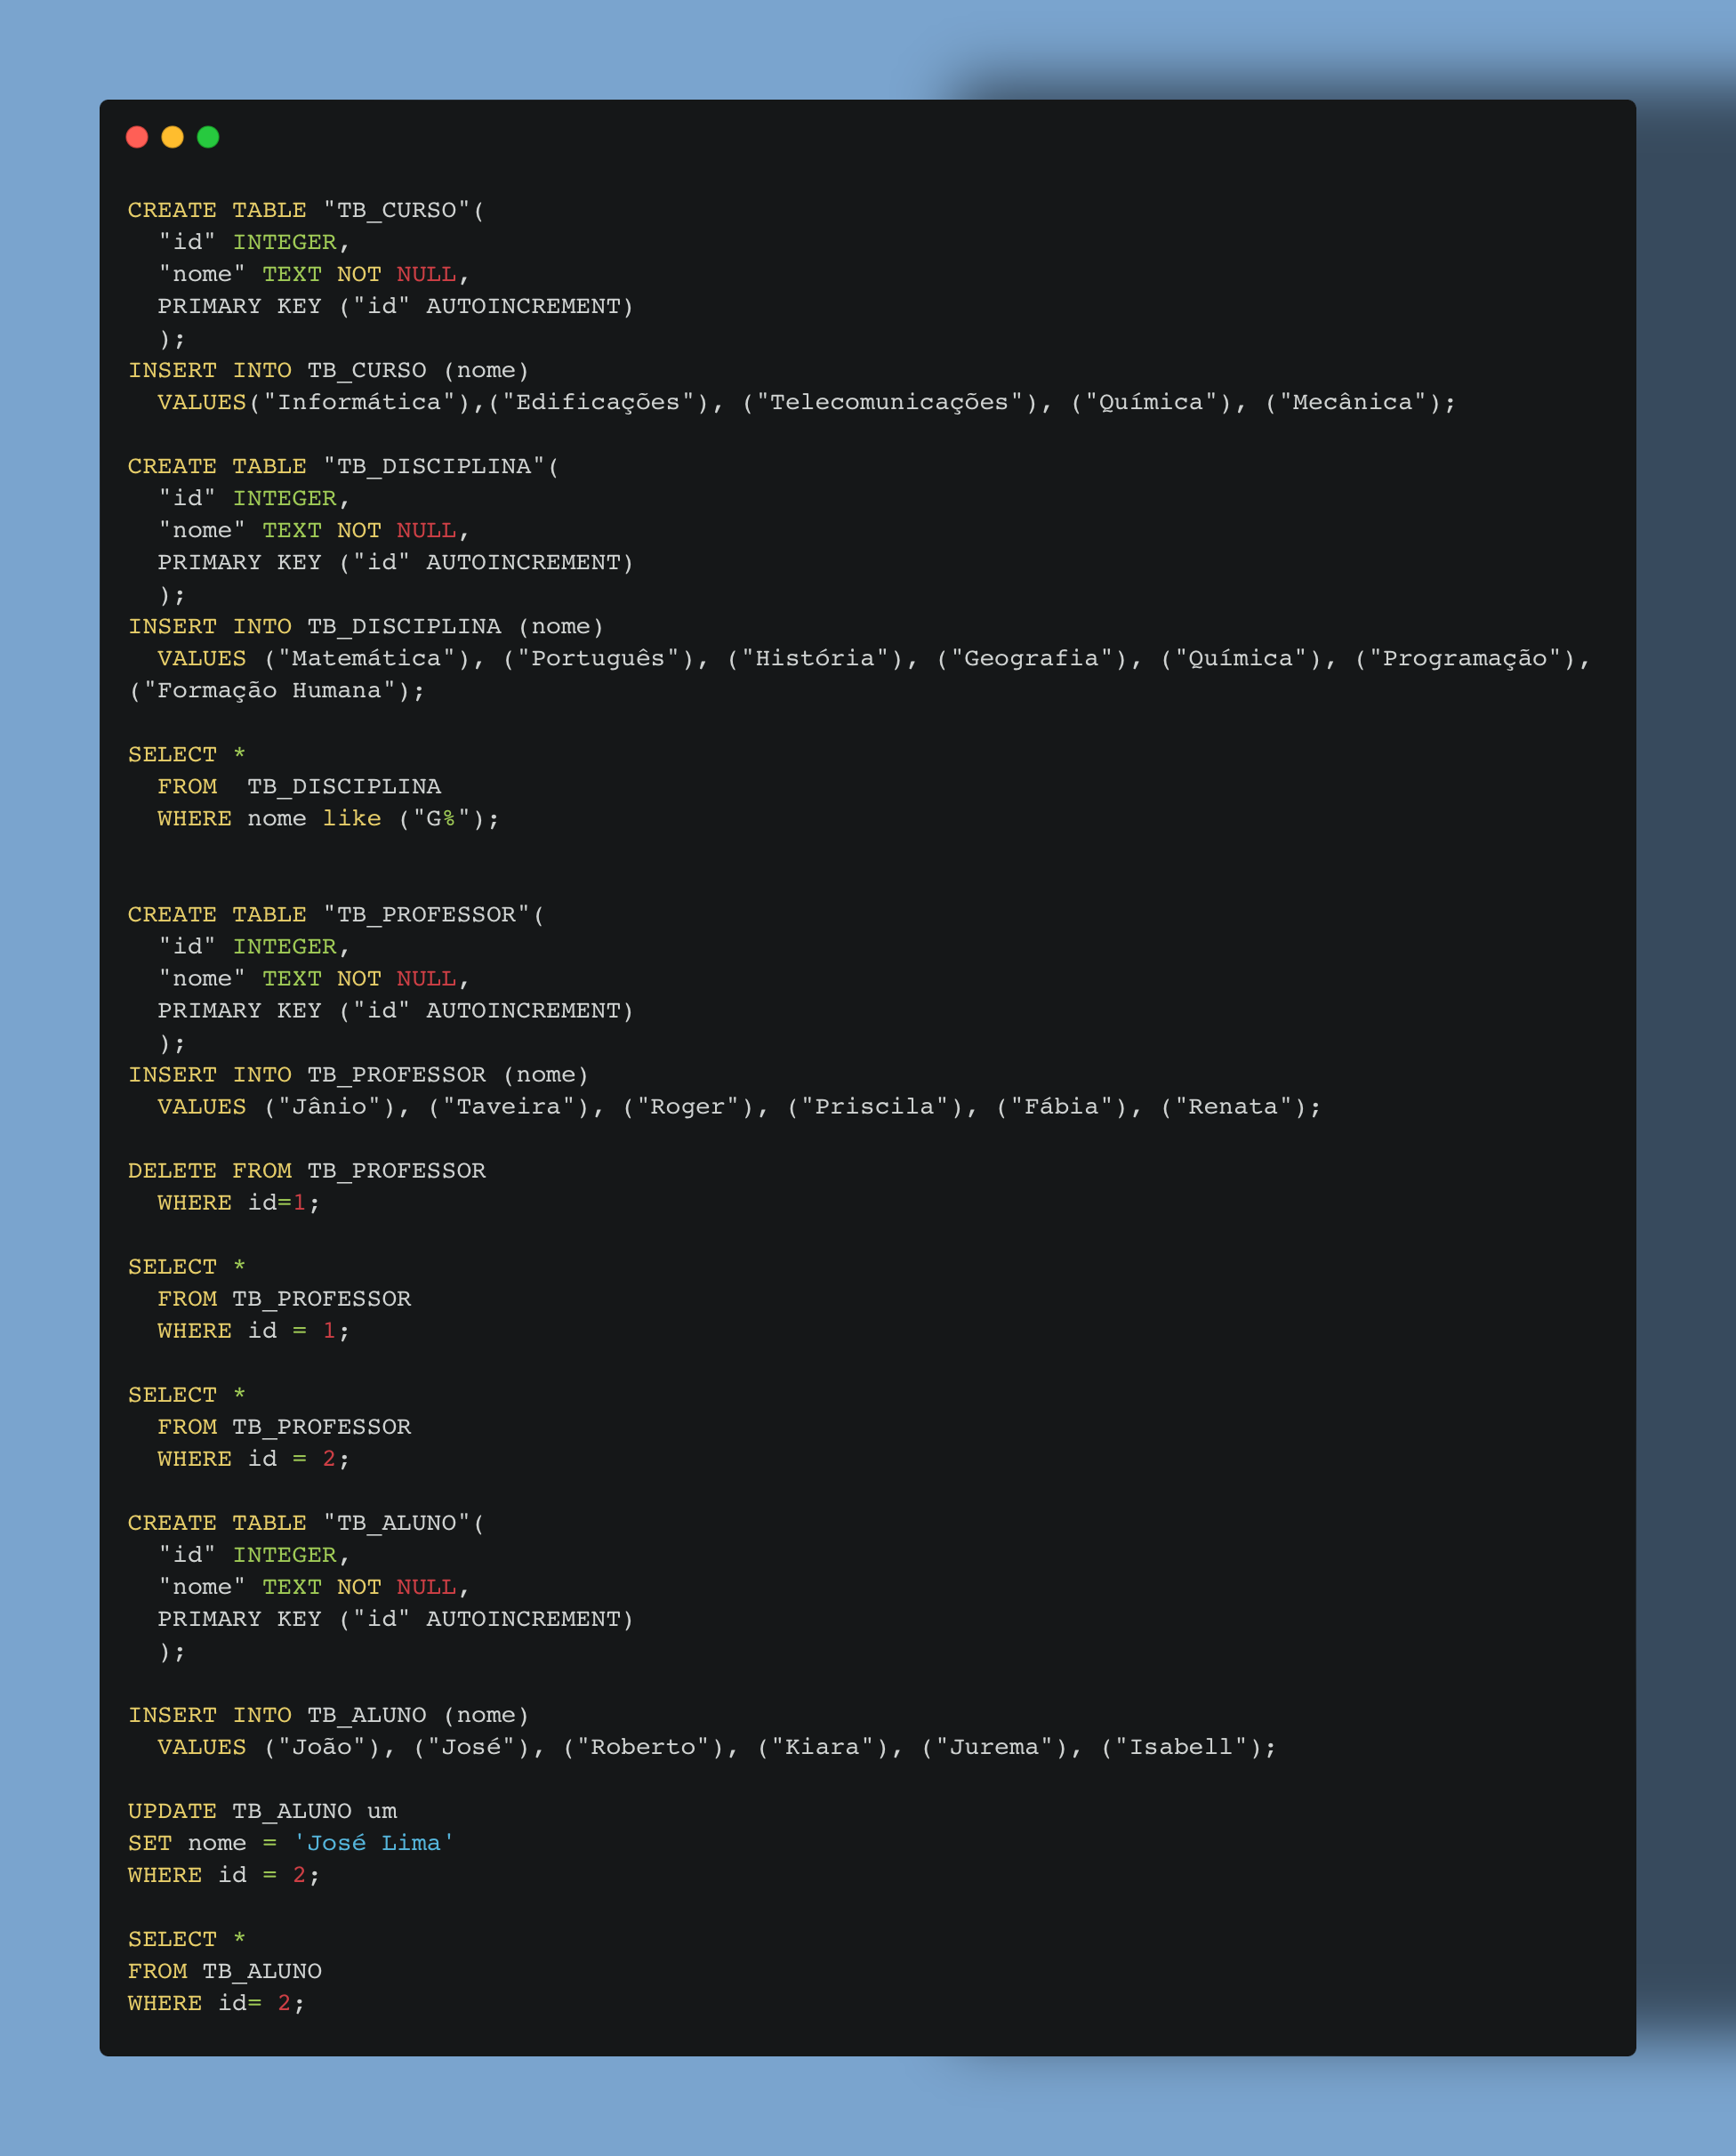 CREATE TABLE "TB_CURSO"(
  "id" INTEGER,
  "nome" TEXT NOT NULL,
  PRIMARY KEY ("id" AUTOINCREMENT)
  );
INSERT INTO TB_CURSO (nome)
  VALUES("Informática"),("Edificações"), ("Telecomunicações"), ("Química"), ("Mecânica");

CREATE TABLE "TB_DISCIPLINA"(
  "id" INTEGER,
  "nome" TEXT NOT NULL,
  PRIMARY KEY ("id" AUTOINCREMENT)
  );
INSERT INTO TB_DISCIPLINA (nome)
  VALUES ("Matemática"), ("Português"), ("História"), ("Geografia"), ("Química"), ("Programação"),
("Formação Humana");

SELECT *
  FROM  TB_DISCIPLINA
  WHERE nome like ("G%");


CREATE TABLE "TB_PROFESSOR"(
  "id" INTEGER,
  "nome" TEXT NOT NULL,
  PRIMARY KEY ("id" AUTOINCREMENT)
  );
INSERT INTO TB_PROFESSOR (nome)
  VALUES ("Jânio"), ("Taveira"), ("Roger"), ("Priscila"), ("Fábia"), ("Renata");

DELETE FROM TB_PROFESSOR
  WHERE id=1;

SELECT *
  FROM TB_PROFESSOR
  WHERE id = 1;

SELECT *
  FROM TB_PROFESSOR
  WHERE id = 2;

CREATE TABLE "TB_ALUNO"(
  "id" INTEGER,
  "nome" TEXT NOT NULL,
  PRIMARY KEY ("id" AUTOINCREMENT)
  );

INSERT INTO TB_ALUNO (nome)
  VALUES ("João"), ("José"), ("Roberto"), ("Kiara"), ("Jurema"), ("Isabell");

UPDATE TB_ALUNO um
SET nome = 'José Lima'
WHERE id = 2;

SELECT *
FROM TB_ALUNO
WHERE id= 2;